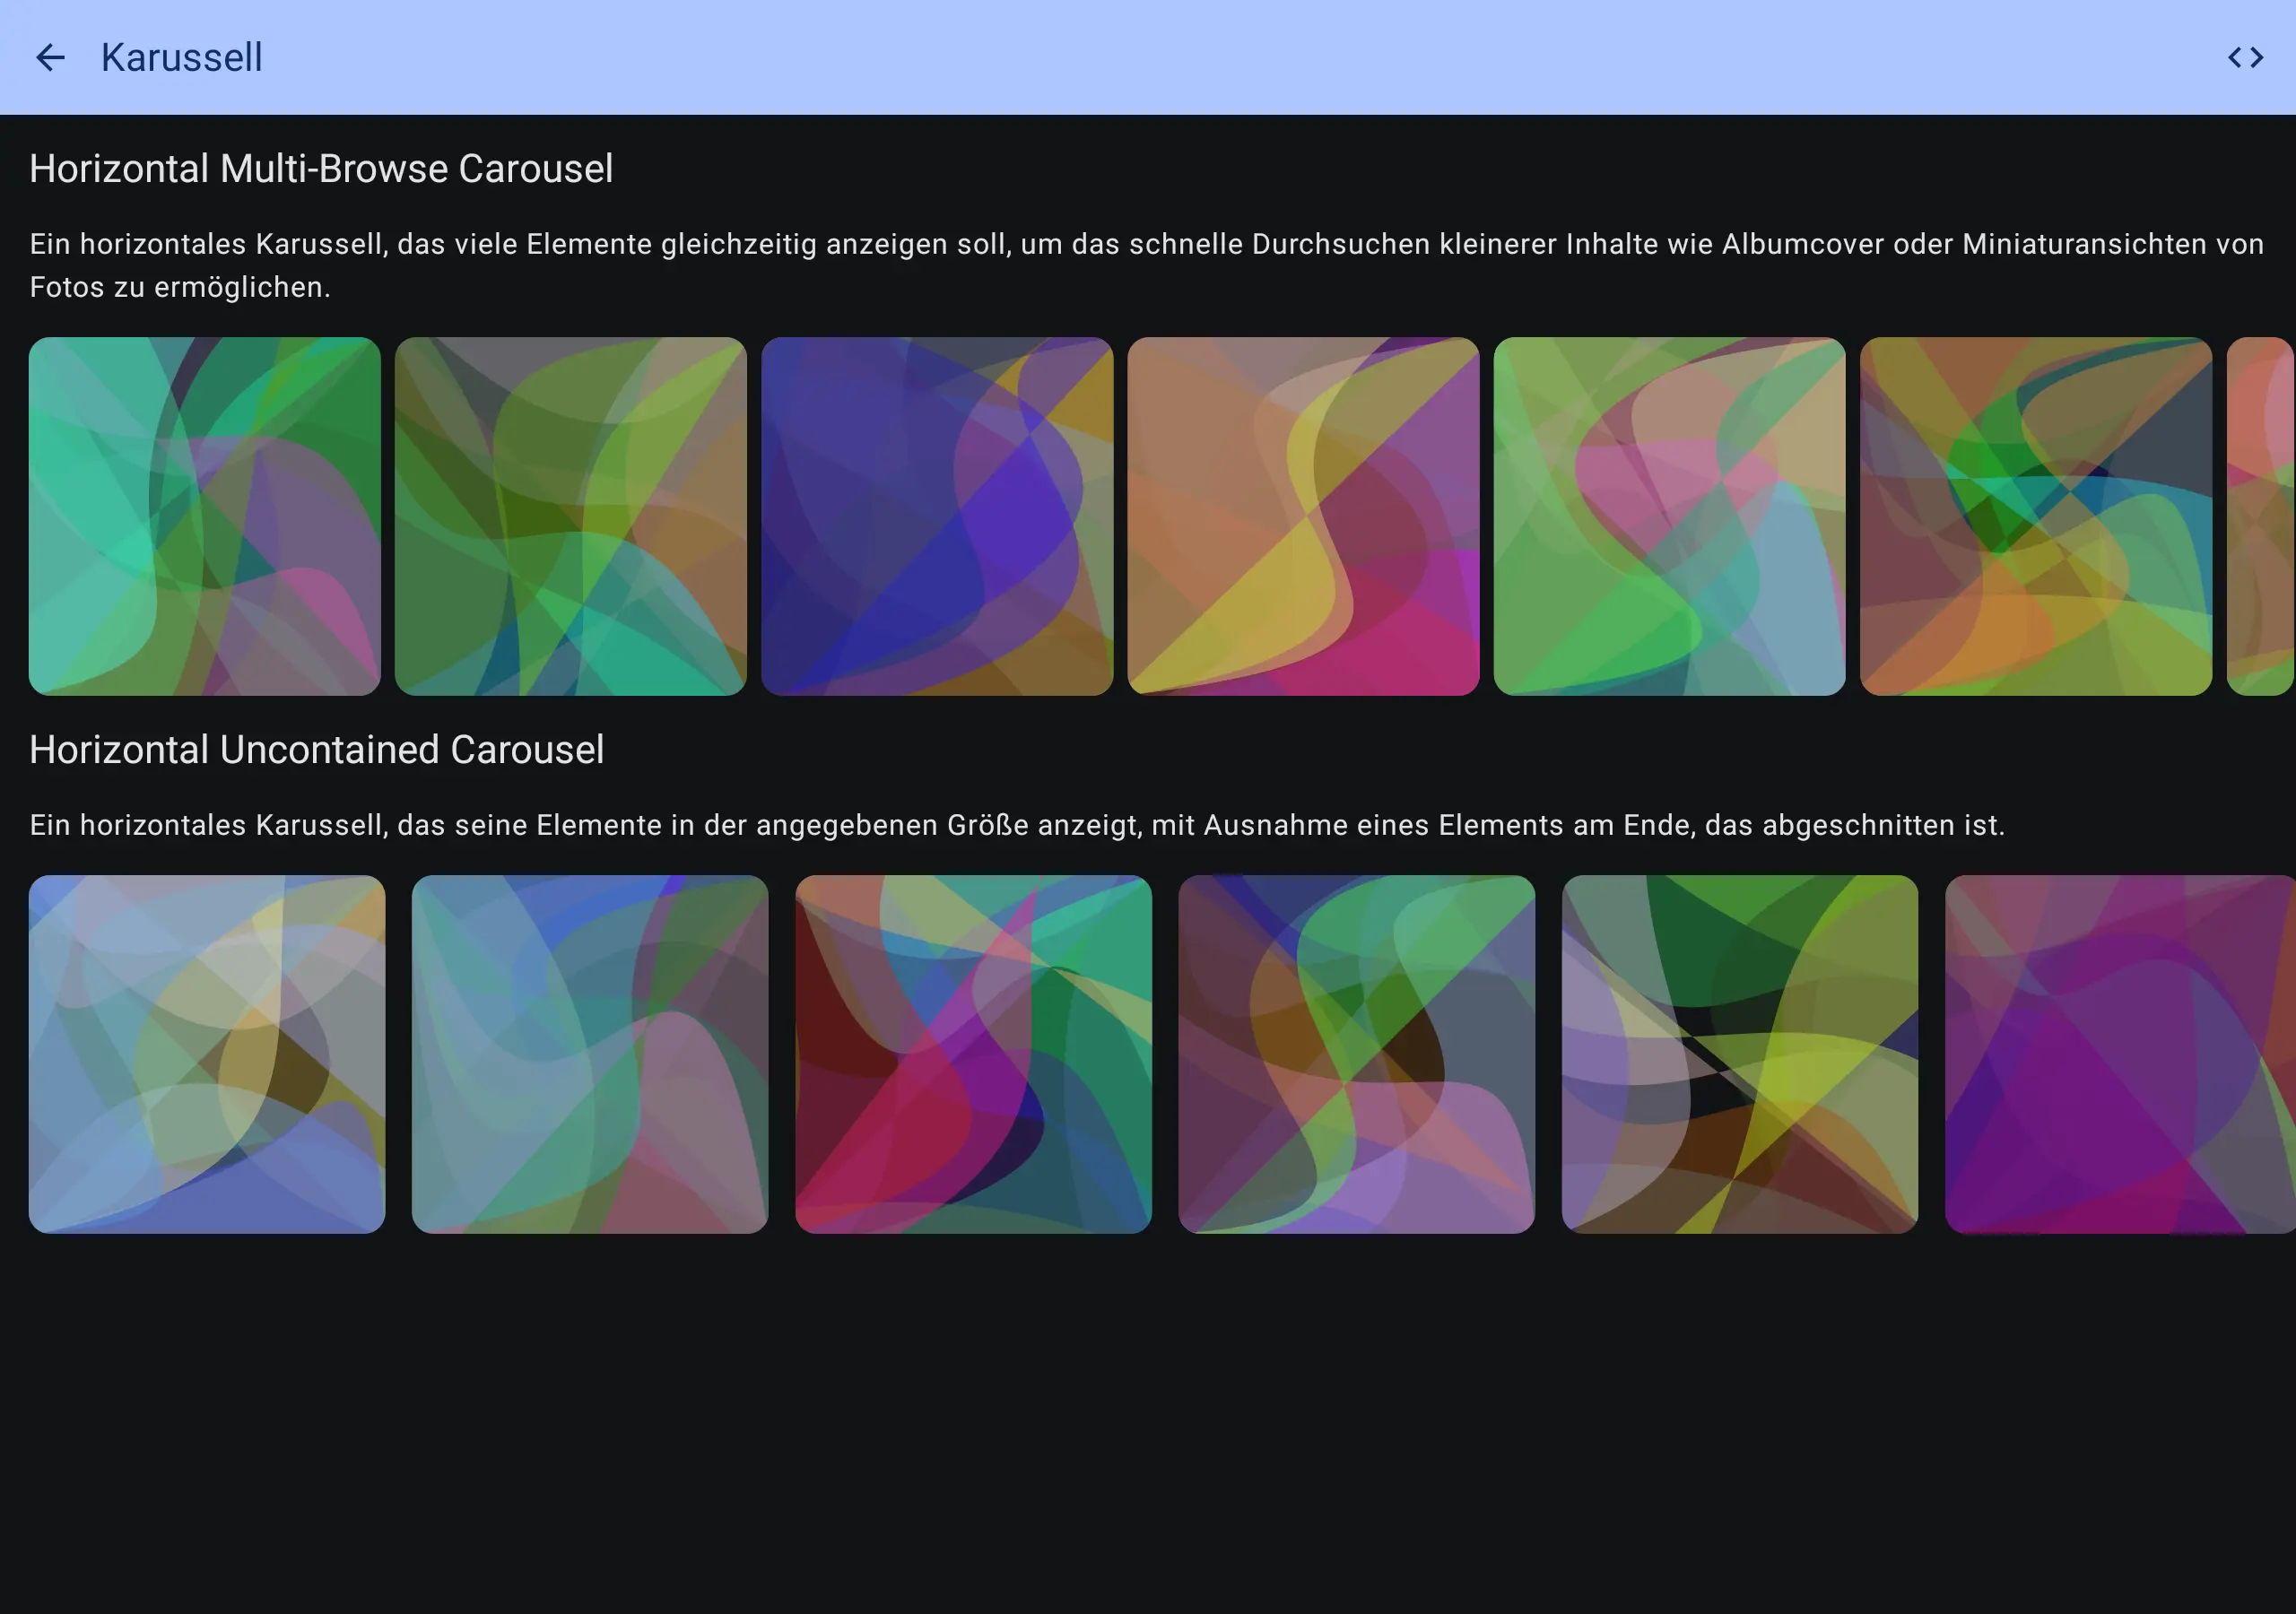 Karussell
Horizontal Multi-Browse Carousel
Ein horizontales Karussell, das viele Elemente gleichzeitig anzeigen soll, um das schnelle Durchsuchen kleinerer Inhalte wie Albumcover oder Miniaturansichten von
Fotos zu ermöglichen.
Horizontal Uncontained Carousel
Ein horizontales Karussell, das seine Elemente in der angegebenen Größe anzeigt, mit Ausnahme eines Elements am Ende, das abgeschnitten ist.